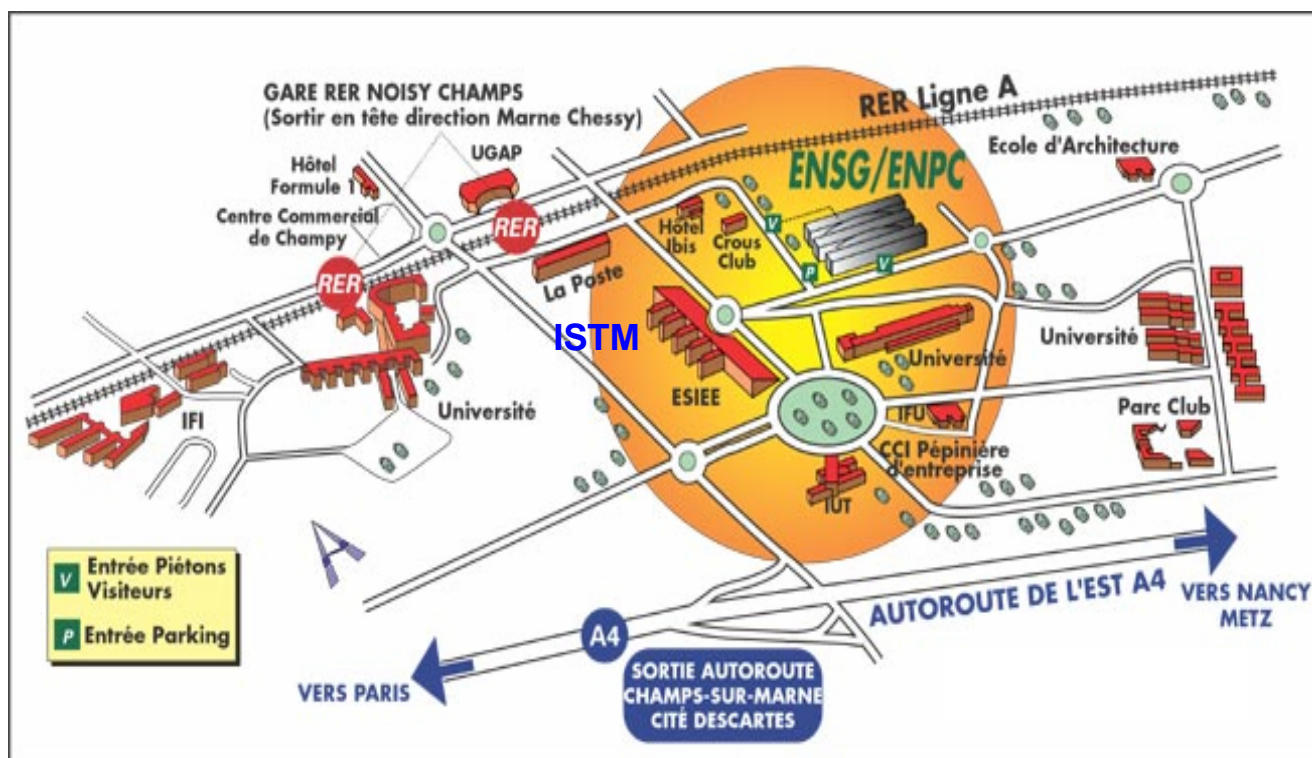 GARE RER NOISY CHAMPS
(Sortir en tête direction Marne Chessy)
RER Ligne A
Hôtel
Formule 1
UGAP
Ecole d'Architecture
ENSG/ENPC
Centre Commercial
de Champy
RER
RER
La Poste
Hôtel
Ibis
Crous
Club
V
P
V
ISTM
ESIEE
Université
Université
Université
IFI
IFU
Parc Club
CCI Pépinière
d'entreprise
IUT
V Entrée Piétons
Visiteurs
P Entrée Parking
AUTOROUTE DE L'EST A4
VERS NANCY
METZ
A4
VERS PARIS
SORTIE AUTOROUTE
CHAMPS-SUR-MARNE
CITÉ DESCARTES